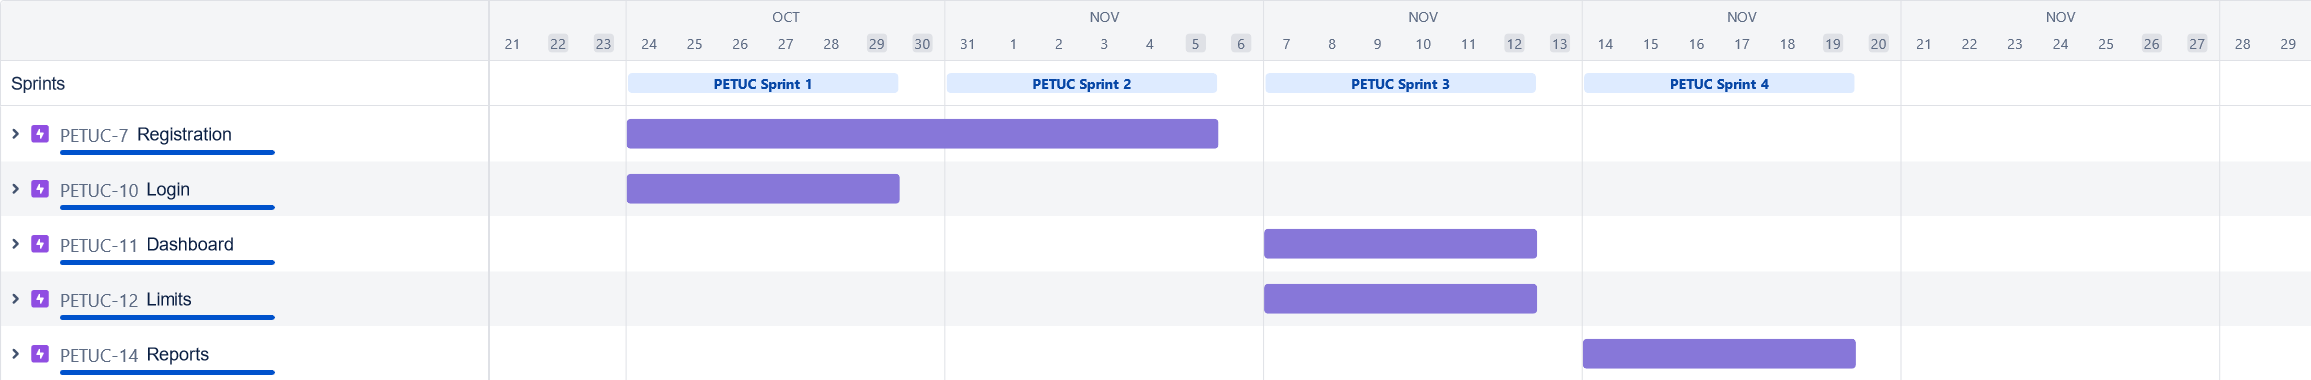 OCT NOV NOV NOV NOV
21 22 23 24 25 26 27 28 29 30 31 1 2 3 4 5 6 7 8 9 10 11 12 13 14 15 16 17 18 19 20 21 22 23 24 25 26 27 28 29
Sprints PETUC Sprint 1 PETUC Sprint 2 PETUC Sprint 3 PETUC Sprint 4
PETUC-7 Registration
PETUC-10 Login
PETUC-11 Dashboard
PETUC-12 Limits
PETUC-14 Reports